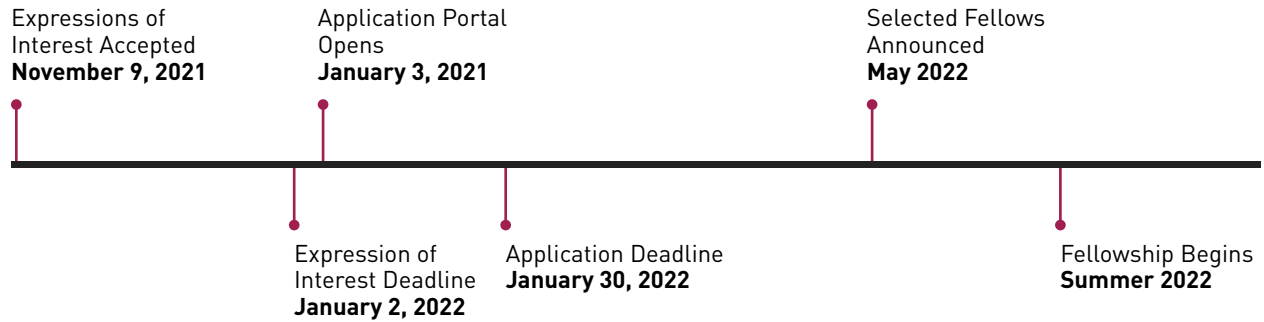 Expressions of
Interest Accepted
November 9, 2021
Application Portal
Opens
January 3, 2021
Selected Fellows
Announced
May 2022
Expression of
Interest Deadline
January 2, 2022
Application Deadline
January 30, 2022
Fellowship Begins
Summer 2022